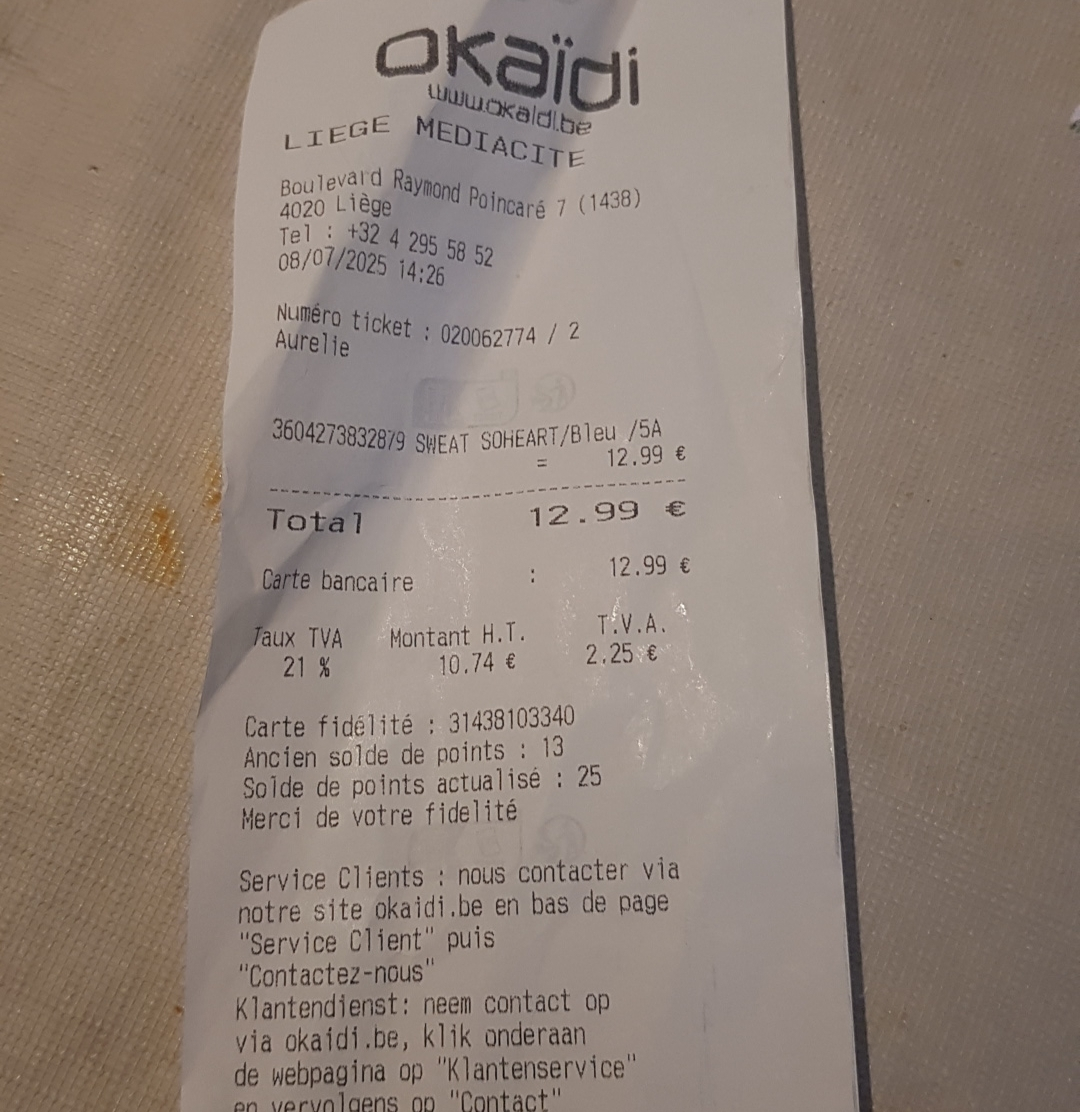 okaïdi
www.okaidi.be
LIEGE MEDIACITE
Boulevard Raymond Poincaré 7 (1438)
4020 Liège
Tel : +32 4 295 58 52
08/07/2025 14:26
Numéro ticket : 020062774 / 2
Aurelie
3604273832879 SWEAT SOHEART/Bleu /5A
= 12.99 €
Total 12.99 €
Carte bancaire : 12.99 €
Taux TVA Montant H.T. T.V.A.
21 % 10.74 € 2.25 €
Carte fidélité : 31438103340
Ancien solde de points : 13
Solde de points actualisé : 25
Merci de votre fidelité
Service Clients : nous contacter via
notre site okaidi.be en bas de page
"Service Client" puis
"Contactez-nous"
Klantendienst: neem contact op
via okaidi.be, klik onderaan
de webpagina op "Klantenservice"
en vervolgens op "Contact"